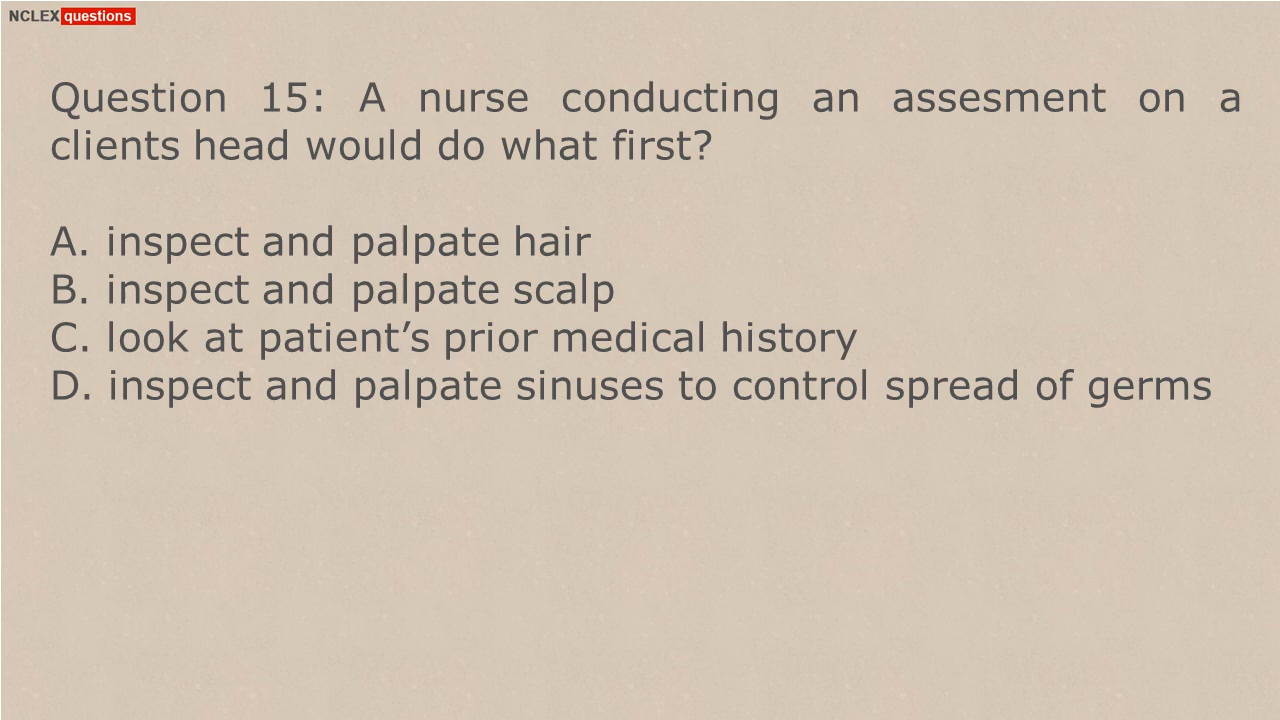 NCLEX questions
Question 15: A nurse conducting an assesment on a
clients head would do what first?
A. inspect and palpate hair
B. inspect and palpate scalp
C. look at patient’s prior medical history
D. inspect and palpate sinuses to control spread of germs